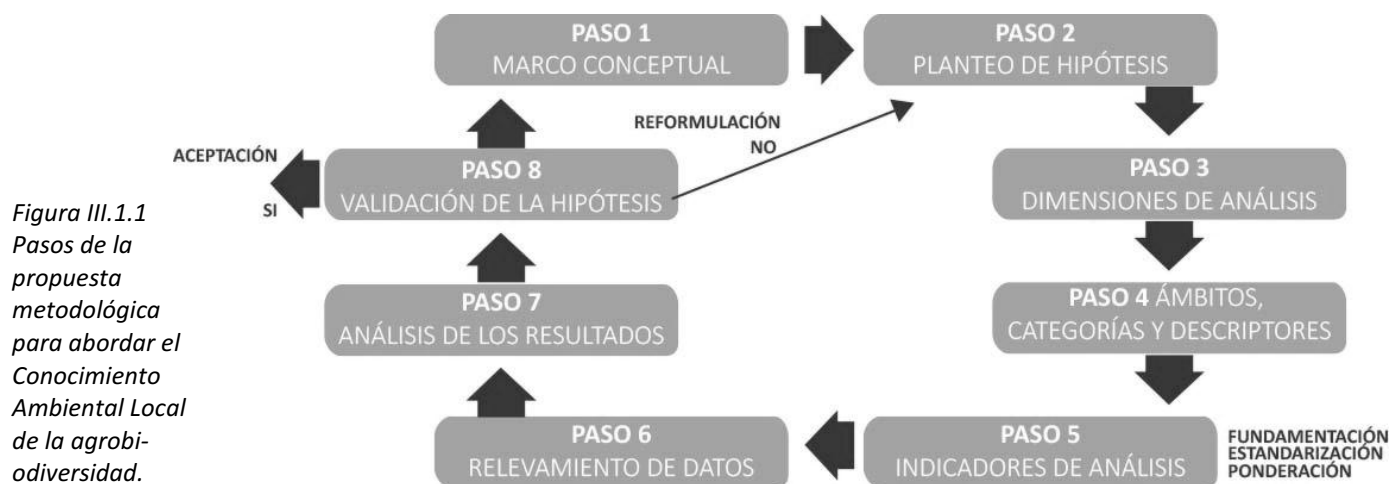 PASO 1
MARCO CONCEPTUAL
PASO 2
PLANTEO DE HIPÓTESIS
REFORMULACIÓN
NO
ACEPTACIÓN
SI
PASO 8
VALIDACIÓN DE LA HIPÓTESIS
PASO 3
DIMENSIONES DE ANÁLISIS
PASO 7
ANÁLISIS DE LOS RESULTADOS
PASO 4 ÁMBITOS,
CATEGORÍAS Y DESCRIPTORES
PASO 6
RELEVAMIENTO DE DATOS
PASO 5
INDICADORES DE ANÁLISIS
FUNDAMENTACIÓN
ESTANDARIZACIÓN
PONDERACIÓN
Figura III.1.1
Pasos de la
propuesta
metodológica
para abordar el
Conocimiento
Ambiental Local
de la agrobi-
odiversidad.